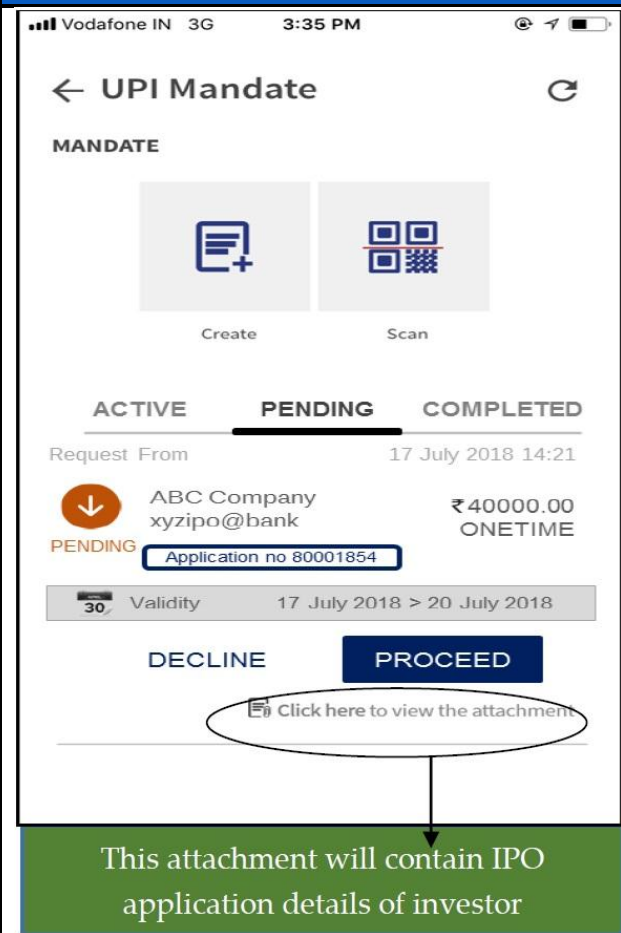 Vodafone IN 3G 3:35 PM
← UPI Mandate
MANDATE
Create Scan
ACTIVE PENDING COMPLETED
Request From 17 July 2018 14:21
ABC Company ₹40000.00
xyzipo@bank ONETIME
PENDING
Application no 80001854
30 Validity 17 July 2018 > 20 July 2018
DECLINE PROCEED
Click here to view the attachment
This attachment will contain IPO
application details of investor